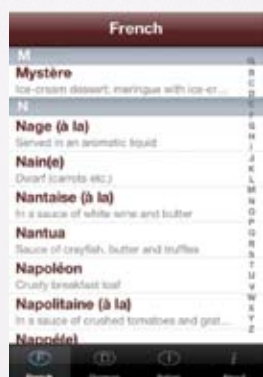 French
M
Mystère
Ice-cream dessert; meringue with ice-cr...
N
Nage (à la)
Served in an aromatic liquid
Nain(e)
Dwarf (carrots etc.)
Nantaise (à la)
In a sauce of white wine and butter
Nantua
Sauce of crayfish, butter and truffles
Napoléon
Crusty breakfast loaf
Napolitaine (à la)
In a sauce of crushed tomatoes and grat...
Nappé(e)
French